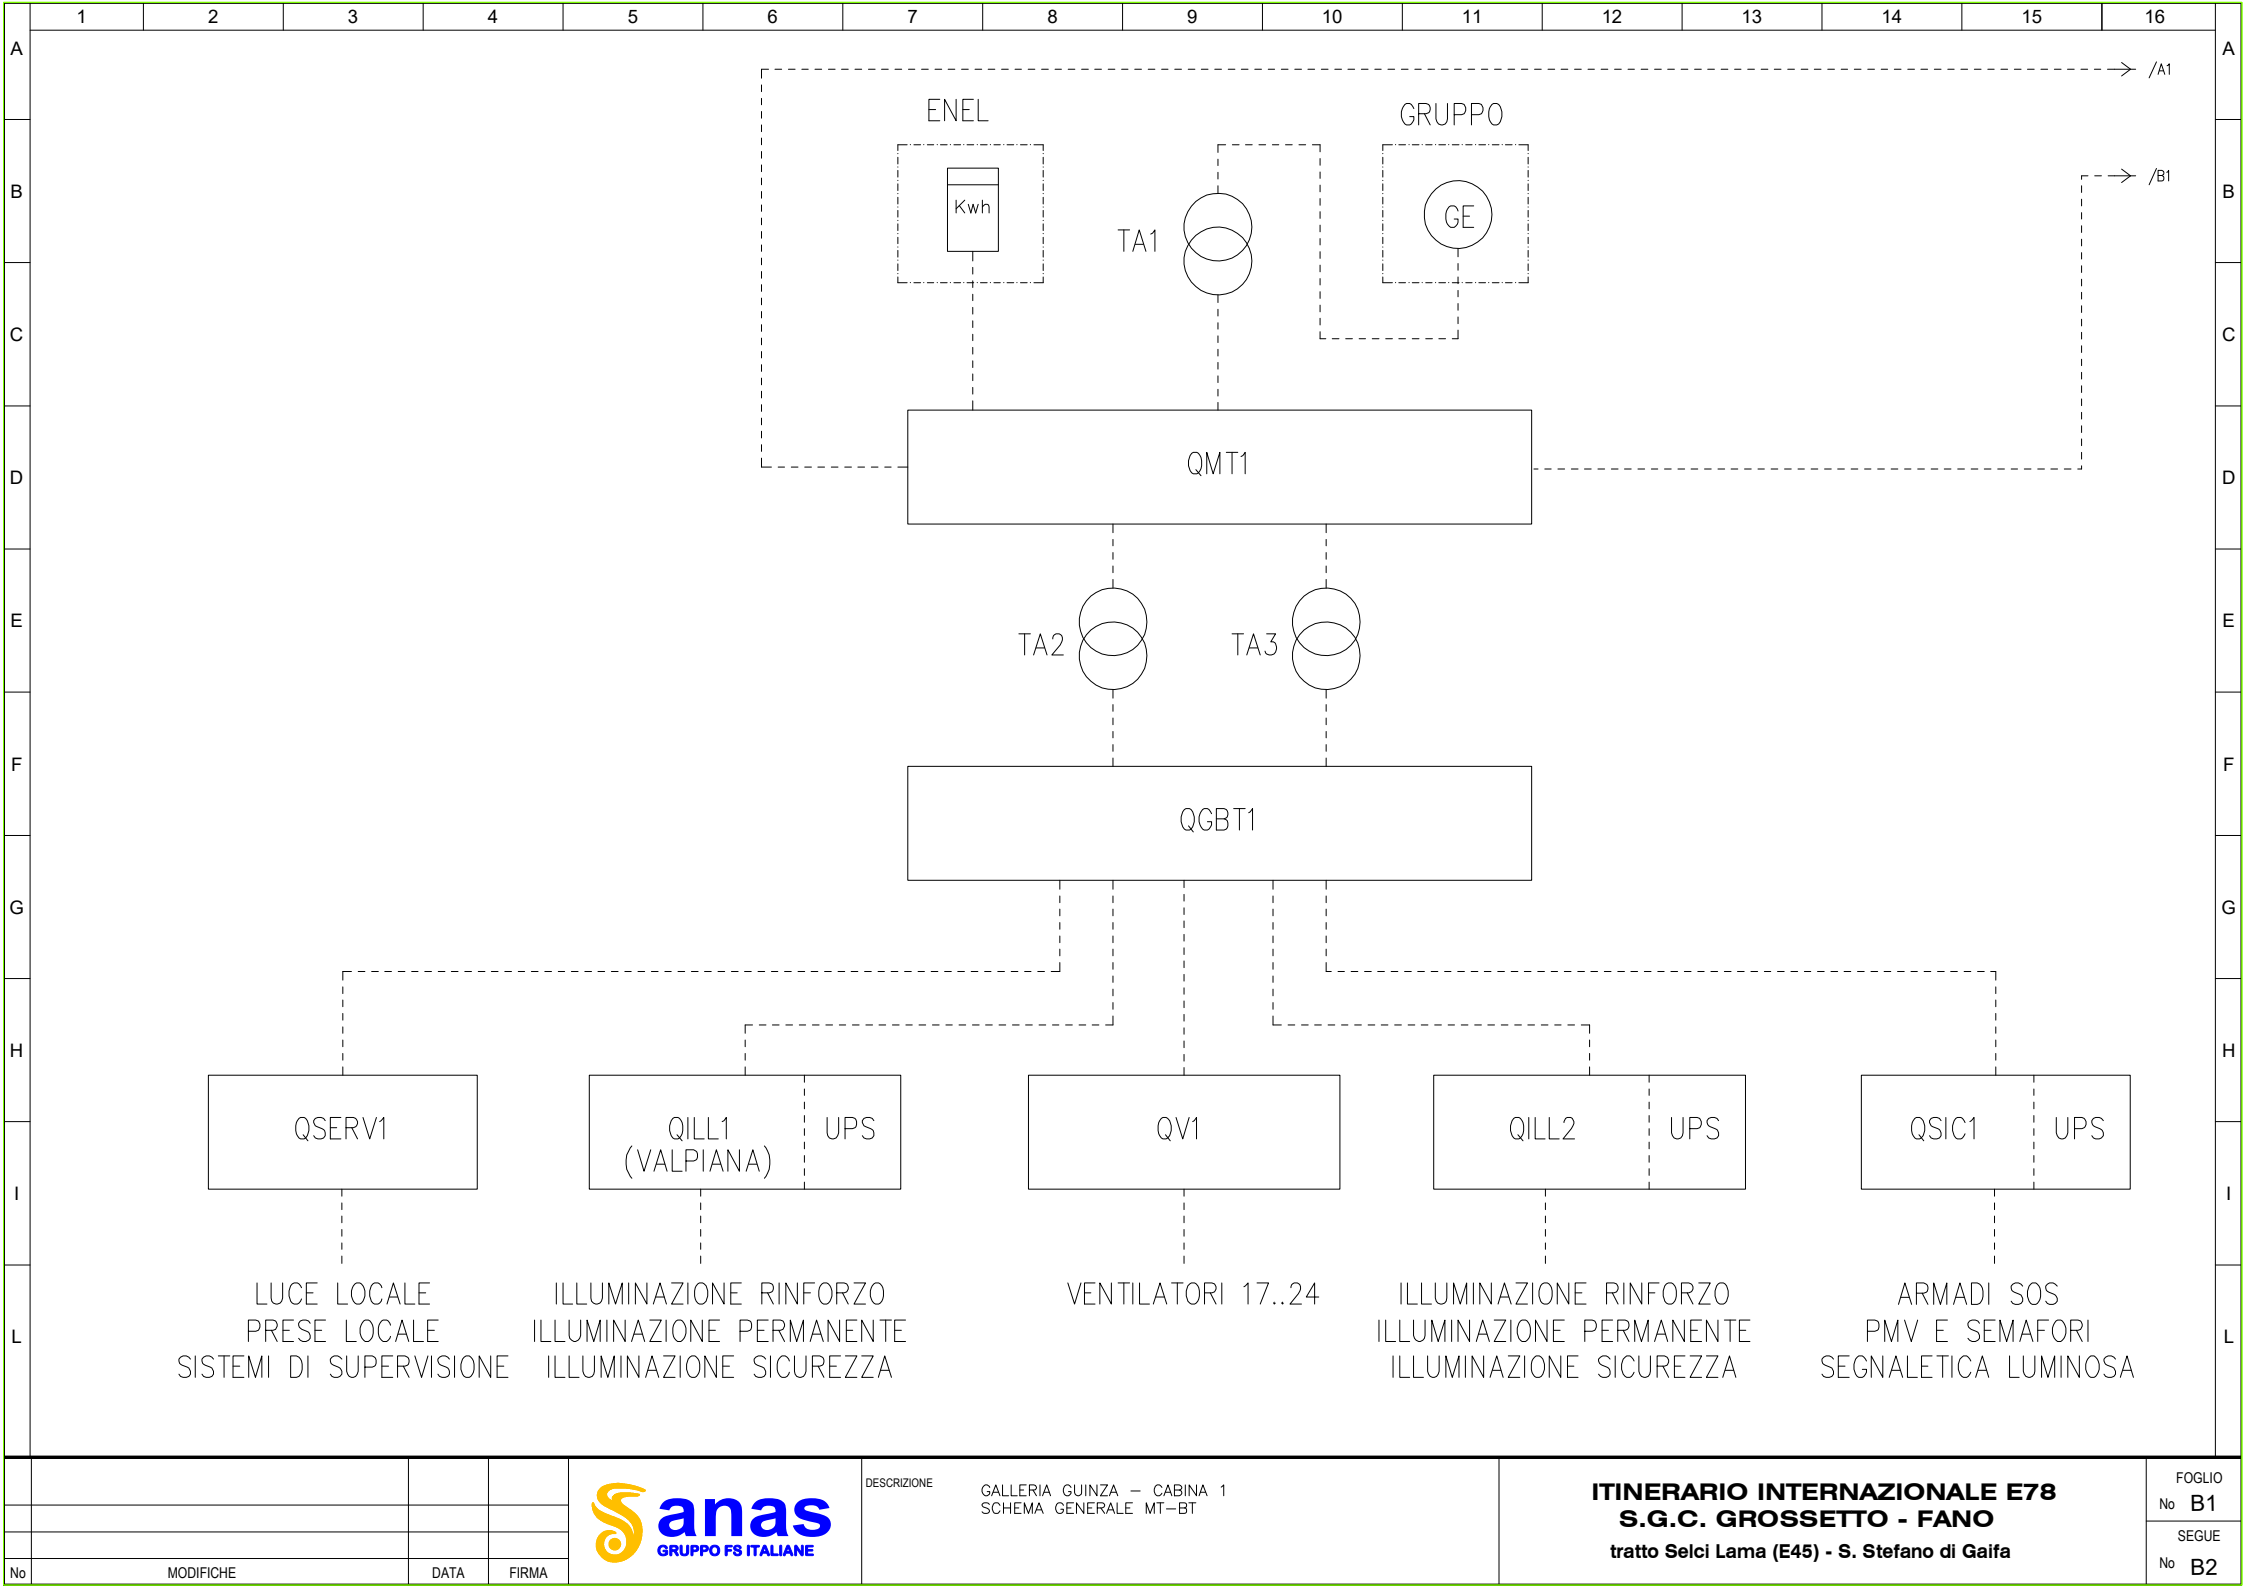 1 2 3 4 5 6 7 8 9 10 11 12 13 14 15 16
A A
/A1
ENEL
GRUPPO
B B
/B1
Kwh
TA1
GE
C C
D D
QMT1
E E
TA2
TA3
F F
QGBT1
G G
H H
QSERV1
QILL1
(VALPIANA)
UPS
QV1
QILL2
UPS
QSIC1
UPS
I I
LUCE LOCALE
PRESE LOCALE
SISTEMI DI SUPERVISIONE
ILLUMINAZIONE RINFORZO
ILLUMINAZIONE PERMANENTE
ILLUMINAZIONE SICUREZZA
VENTILATORI 17..24
ILLUMINAZIONE RINFORZO
ILLUMINAZIONE PERMANENTE
ILLUMINAZIONE SICUREZZA
ARMADI SOS
PMV E SEMAFORI
SEGNALETICA LUMINOSA
L L
No MODIFICHE DATA FIRMA
anas
GRUPPO FS ITALIANE
DESCRIZIONE
GALLERIA GUINZA – CABINA 1
SCHEMA GENERALE MT–BT
ITINERARIO INTERNAZIONALE E78
S.G.C. GROSSETTO - FANO
tratto Selci Lama (E45) - S. Stefano di Gaifa
FOGLIO
No B1
SEGUE
No B2